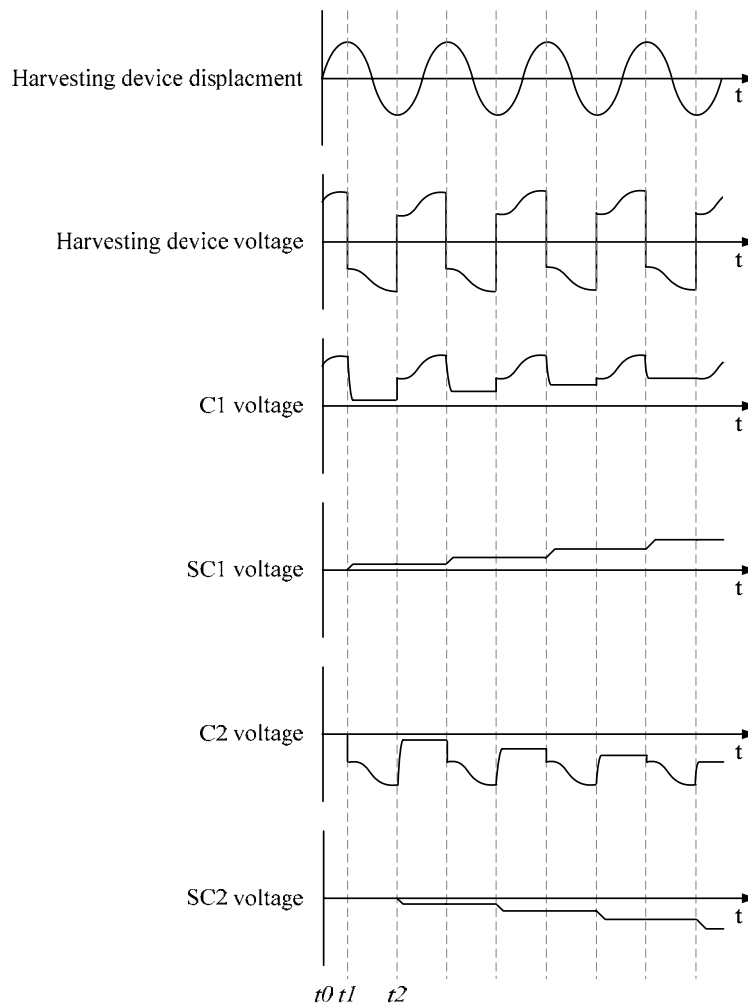 Harvesting device displacment
t
Harvesting device voltage
t
C1 voltage
t
SC1 voltage
t
C2 voltage
t
SC2 voltage
t
t0 t1 t2